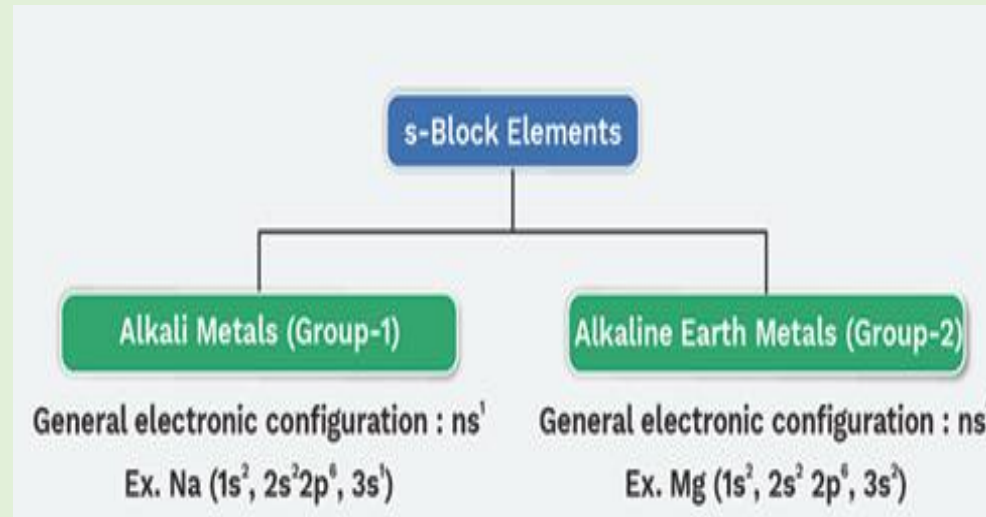 s-Block Elements
Alkali Metals (Group-1)
Alkaline Earth Metals (Group-2)
General electronic configuration : ns¹
General electronic configuration : ns
Ex. Na (1s², 2s²2p⁶, 3s¹)
Ex. Mg (1s², 2s² 2p⁶, 3s²)